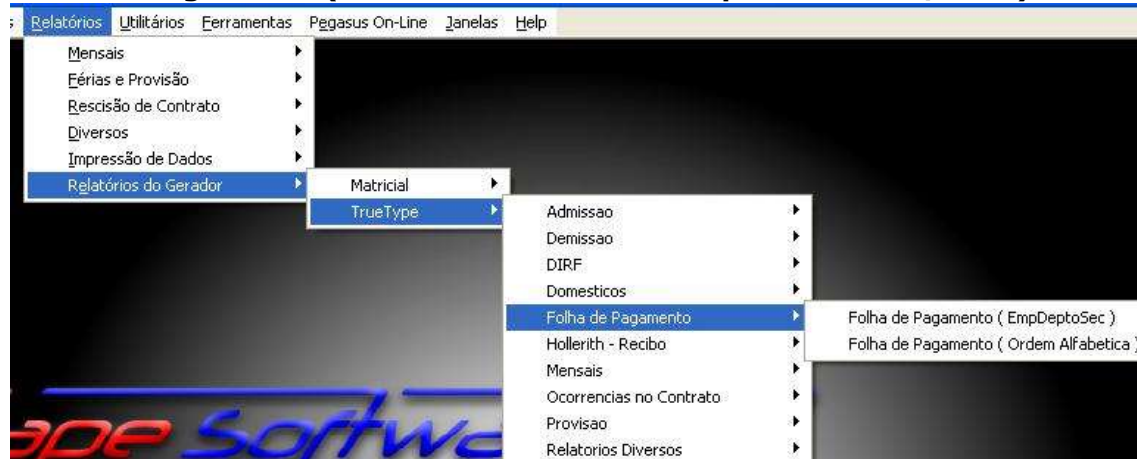 Relatórios Utilitários Ferramentas Pegasus On-Line Janelas Help
Mensais
Férias e Provisão
Rescisão de Contrato
Diversos
Impressão de Dados
Relatórios do Gerador
Matricial
TrueType
Admissao
Demissao
DIRF
Domesticos
Folha de Pagamento
Hollerith - Recibo
Mensais
Ocorrencias no Contrato
Provisao
Relatorios Diversos
Folha de Pagamento ( EmpDeptoSec )
Folha de Pagamento ( Ordem Alfabetica )